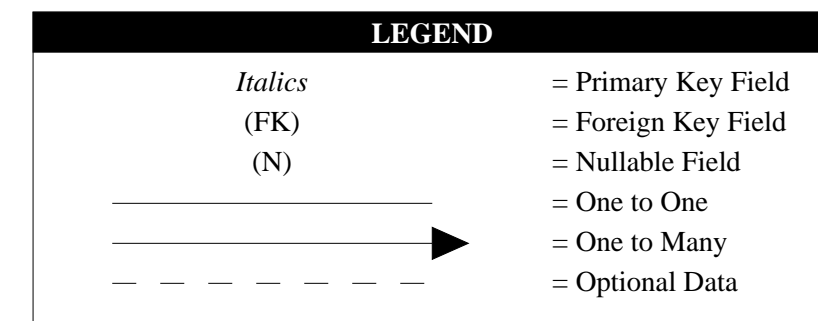 LEGEND
Italics = Primary Key Field
(FK) = Foreign Key Field
(N) = Nullable Field
= One to One
= One to Many
= Optional Data